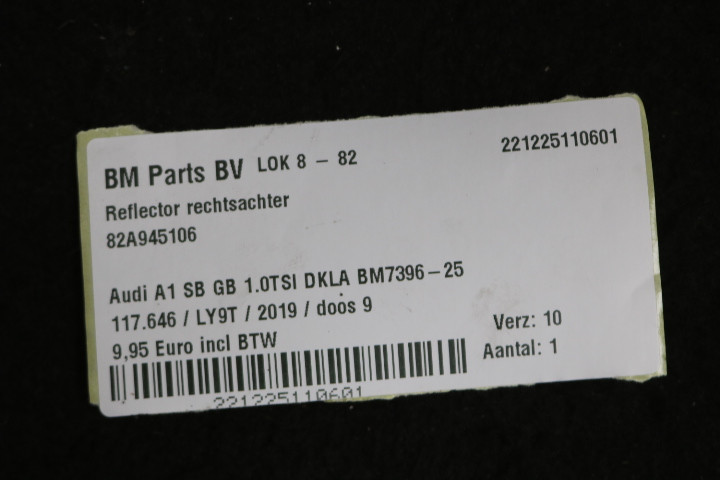 BM Parts BV LOK 8 – 82 221225110601
Reflector rechtsachter
82A945106
Audi A1 SB GB 1.0TSI DKLA BM7396–25
117.646 / LY9T / 2019 / doos 9
Verz: 10
9,95 Euro incl BTW
Aantal: 1
221225110601